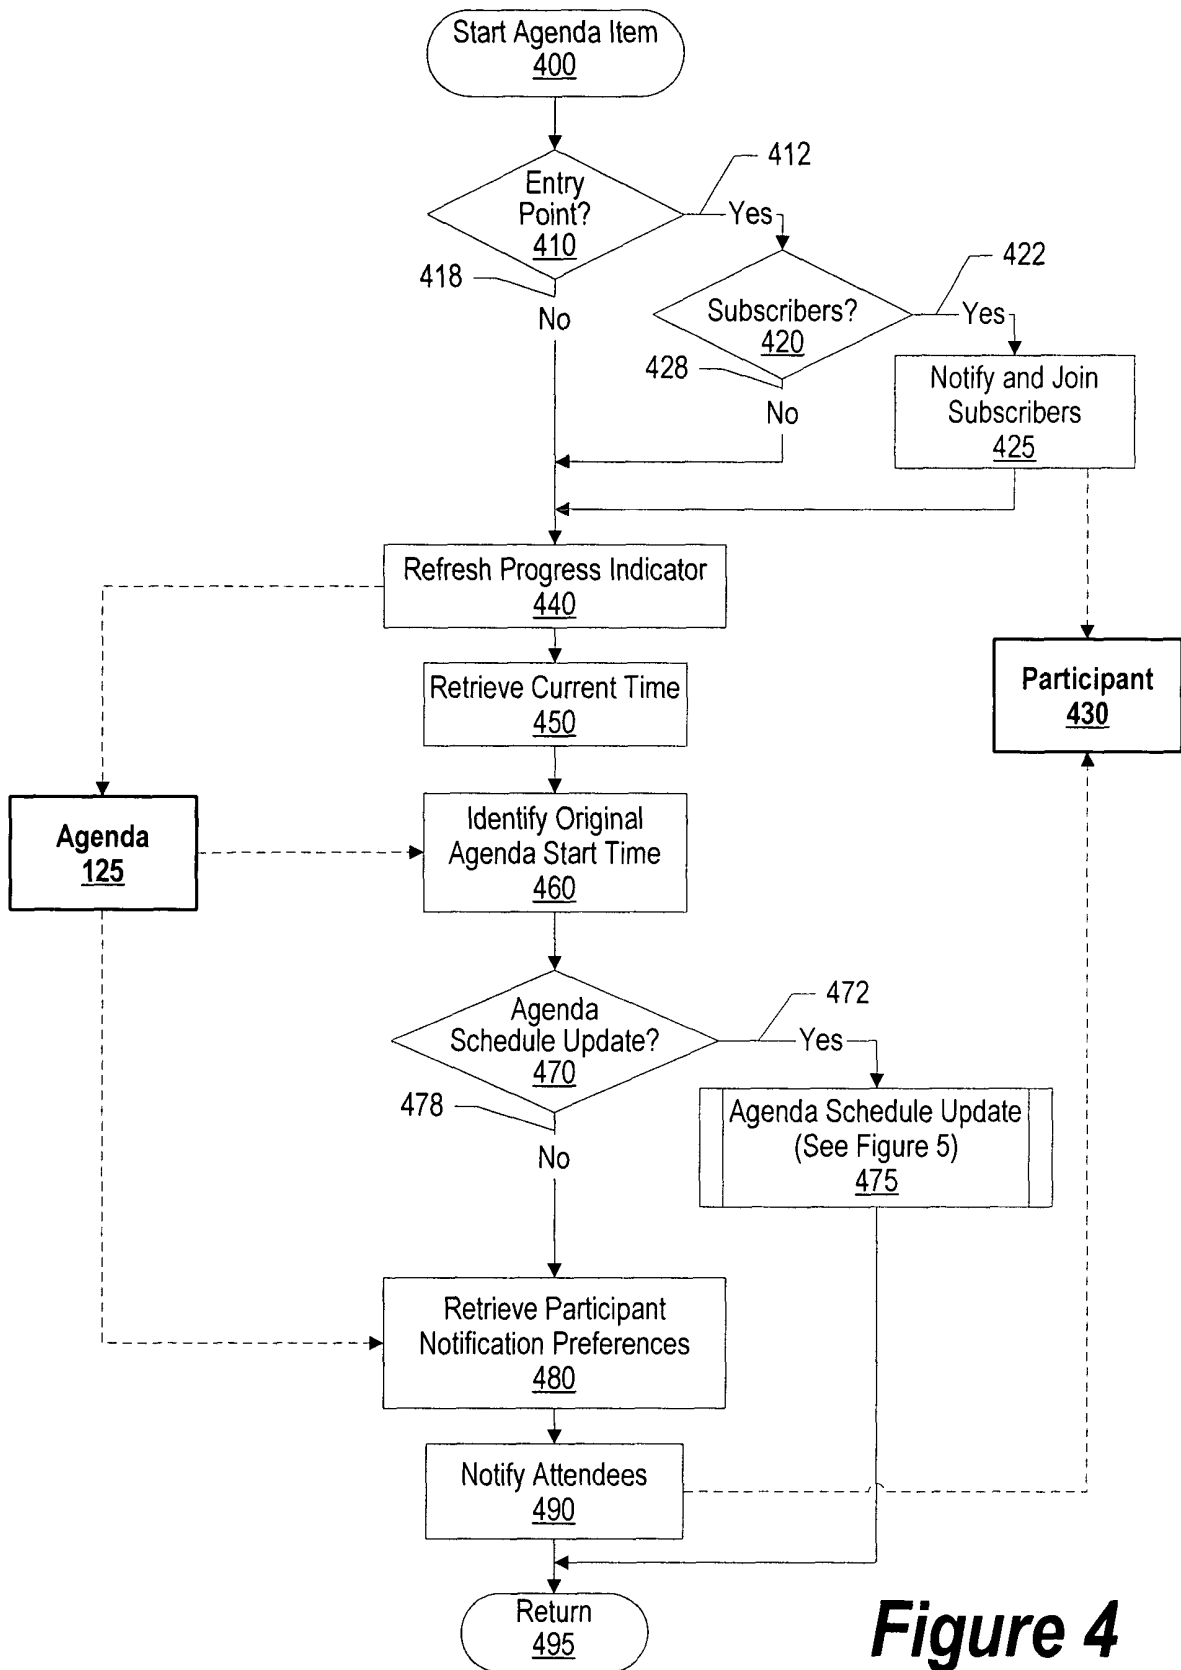 Start Agenda Item
400
412
Entry
Point?
410
Yes
418
No
422
Subscribers?
420
Yes
428
No
Notify and Join
Subscribers
425
Refresh Progress Indicator
440
Retrieve Current Time
450
Participant
430
Agenda
125
Identify Original
Agenda Start Time
460
472
Agenda
Schedule Update?
470
Yes
478
No
Agenda Schedule Update
(See Figure 5)
475
Retrieve Participant
Notification Preferences
480
Notify Attendees
490
Return
495
Figure 4